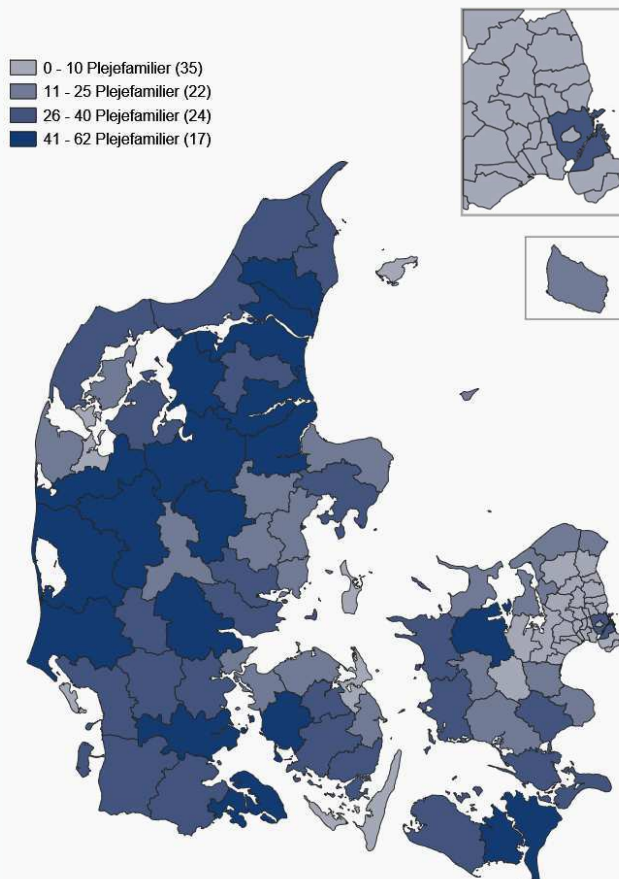 0 - 10 Plejefamilier (35)
11 - 25 Plejefamilier (22)
26 - 40 Plejefamilier (24)
41 - 62 Plejefamilier (17)